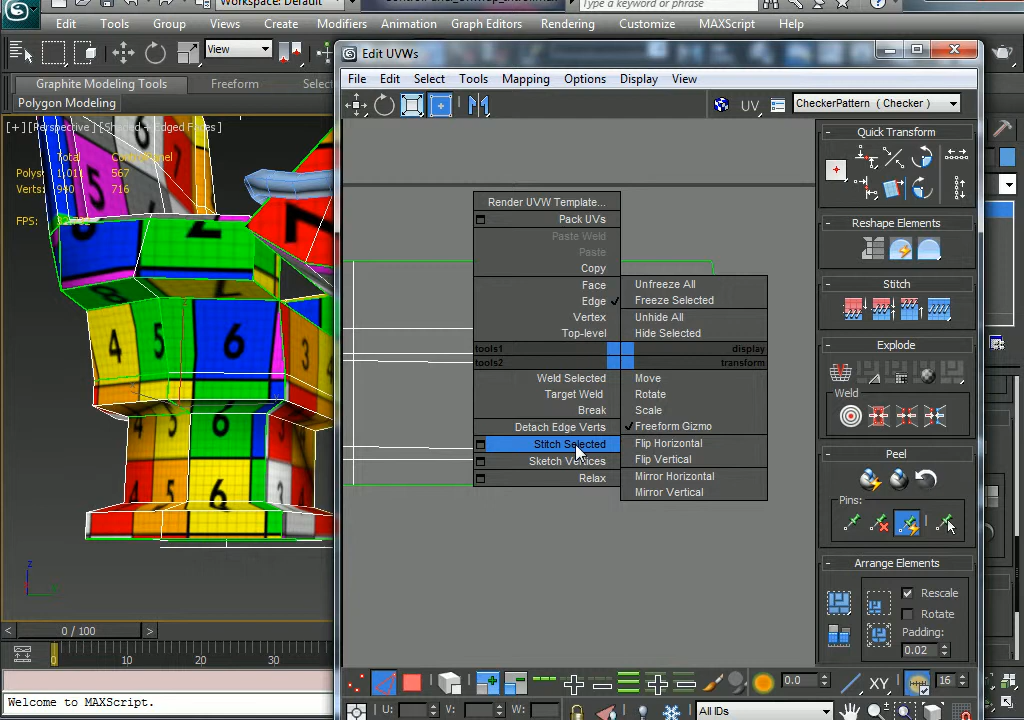 Workspace: Default
Type a keyword or phrase
Edit Tools Group Views Create Modifiers Animation Graph Editors Rendering Customize MAXScript Help
View
Graphite Modeling Tools Freeform
Polygon Modeling
[+][Perspective][Shaded + Edged Faces]
Total
Polys: 1,011 567
Verts: 940 716
FPS:
Edit UVWs
File Edit Select Tools Mapping Options Display View
UV CheckerPattern ( Checker )
Render UVW Template...
Pack UVs
Paste Weld
Paste
Copy
Face
Edge
Vertex
Top-level
tools1
tools2
Weld Selected
Target Weld
Break
Detach Edge Verts
Stitch Selected
Sketch Vertices
Relax
Unfreeze All
Freeze Selected
Unhide All
Hide Selected
display
transform
Move
Rotate
Scale
Freeform Gizmo
Flip Horizontal
Flip Vertical
Mirror Horizontal
Mirror Vertical
Quick Transform
Reshape Elements
Stitch
Explode
Weld
Peel
Pins:
Arrange Elements
Rescale
Rotate
Padding:
0.02
0 / 100
0 10 20 30
Welcome to MAXScript.
0.0 XY 16
U: V: W: All IDs